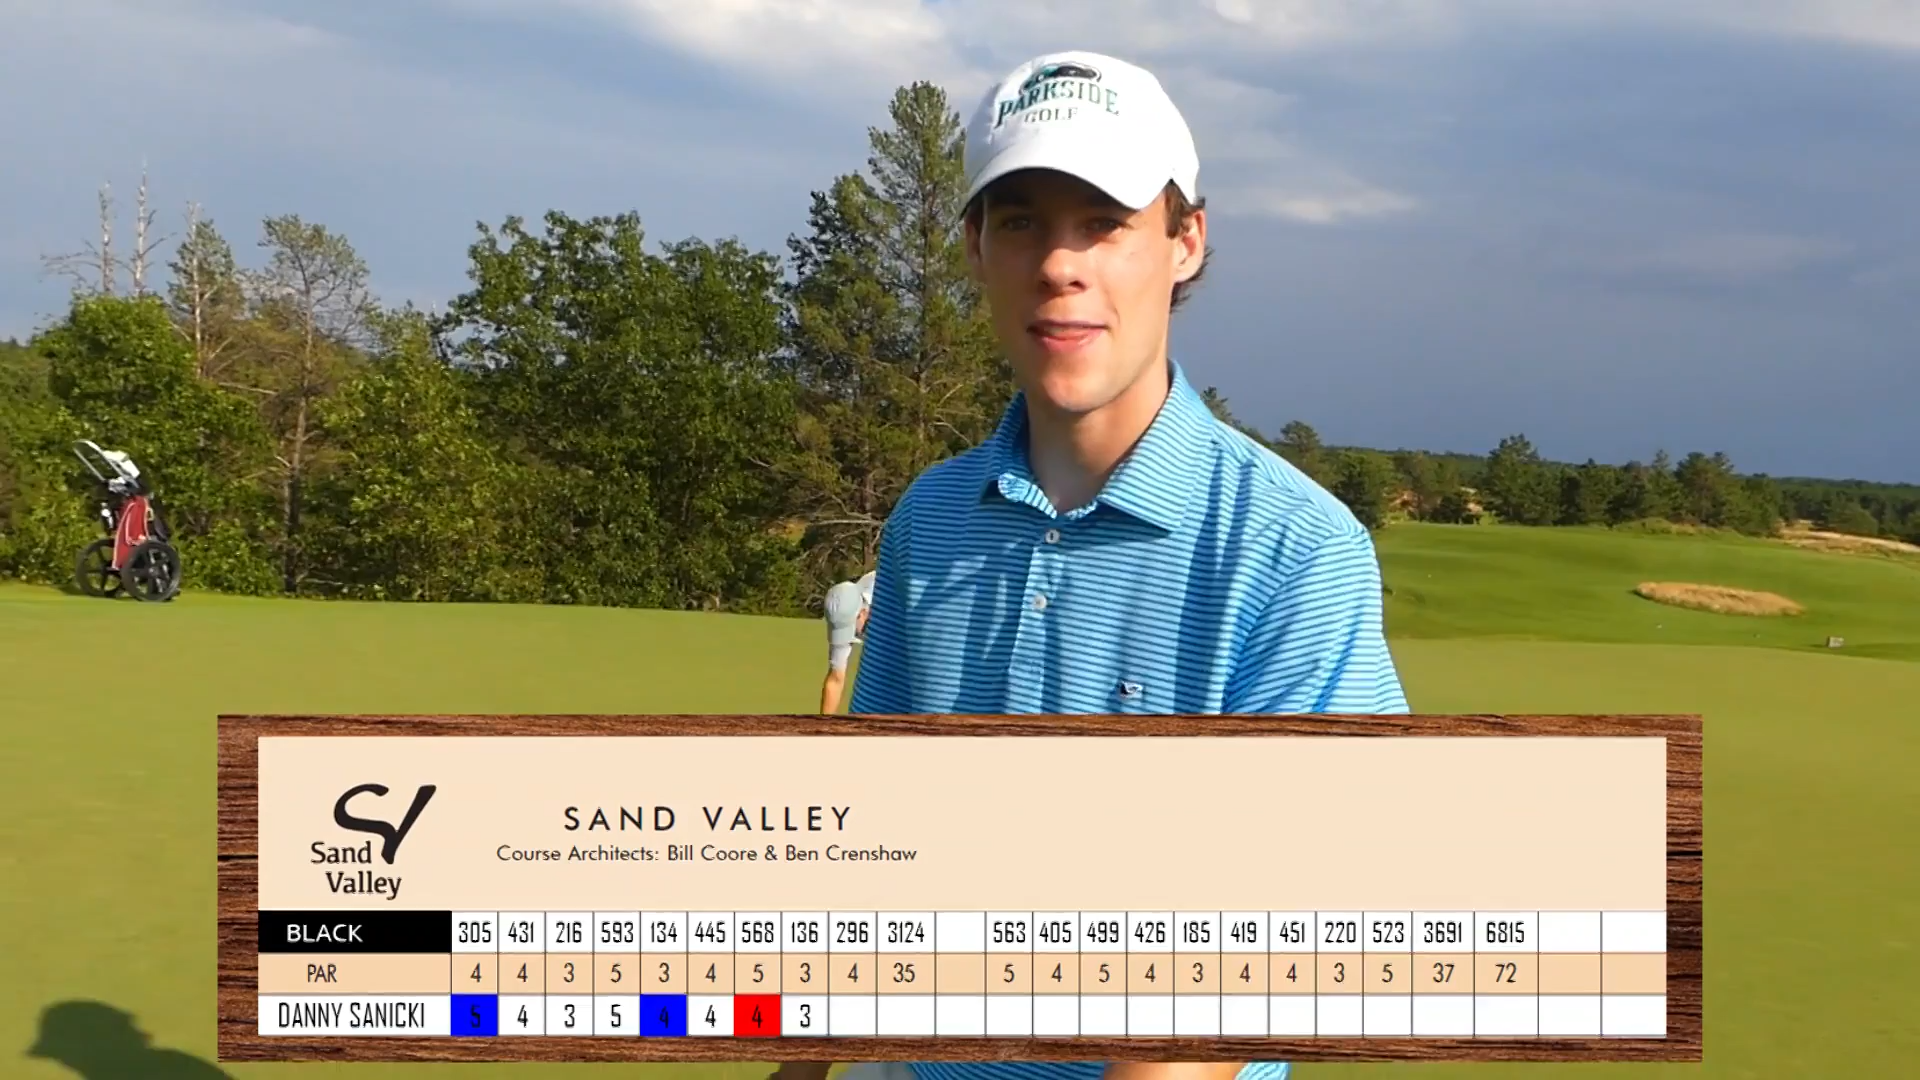 PARKSIDE
GOLF
SAND VALLEY
Course Architects: Bill Coore & Ben Crenshaw
Sand
Valley
BLACK 305 431 216 593 134 445 568 136 296 3124 563 405 499 426 185 419 451 220 523 3691 6815
PAR 4 4 3 5 3 4 5 3 4 35 5 4 5 4 3 4 4 3 5 37 72
DANNY SANICKI 5 4 3 5 4 4 4 3